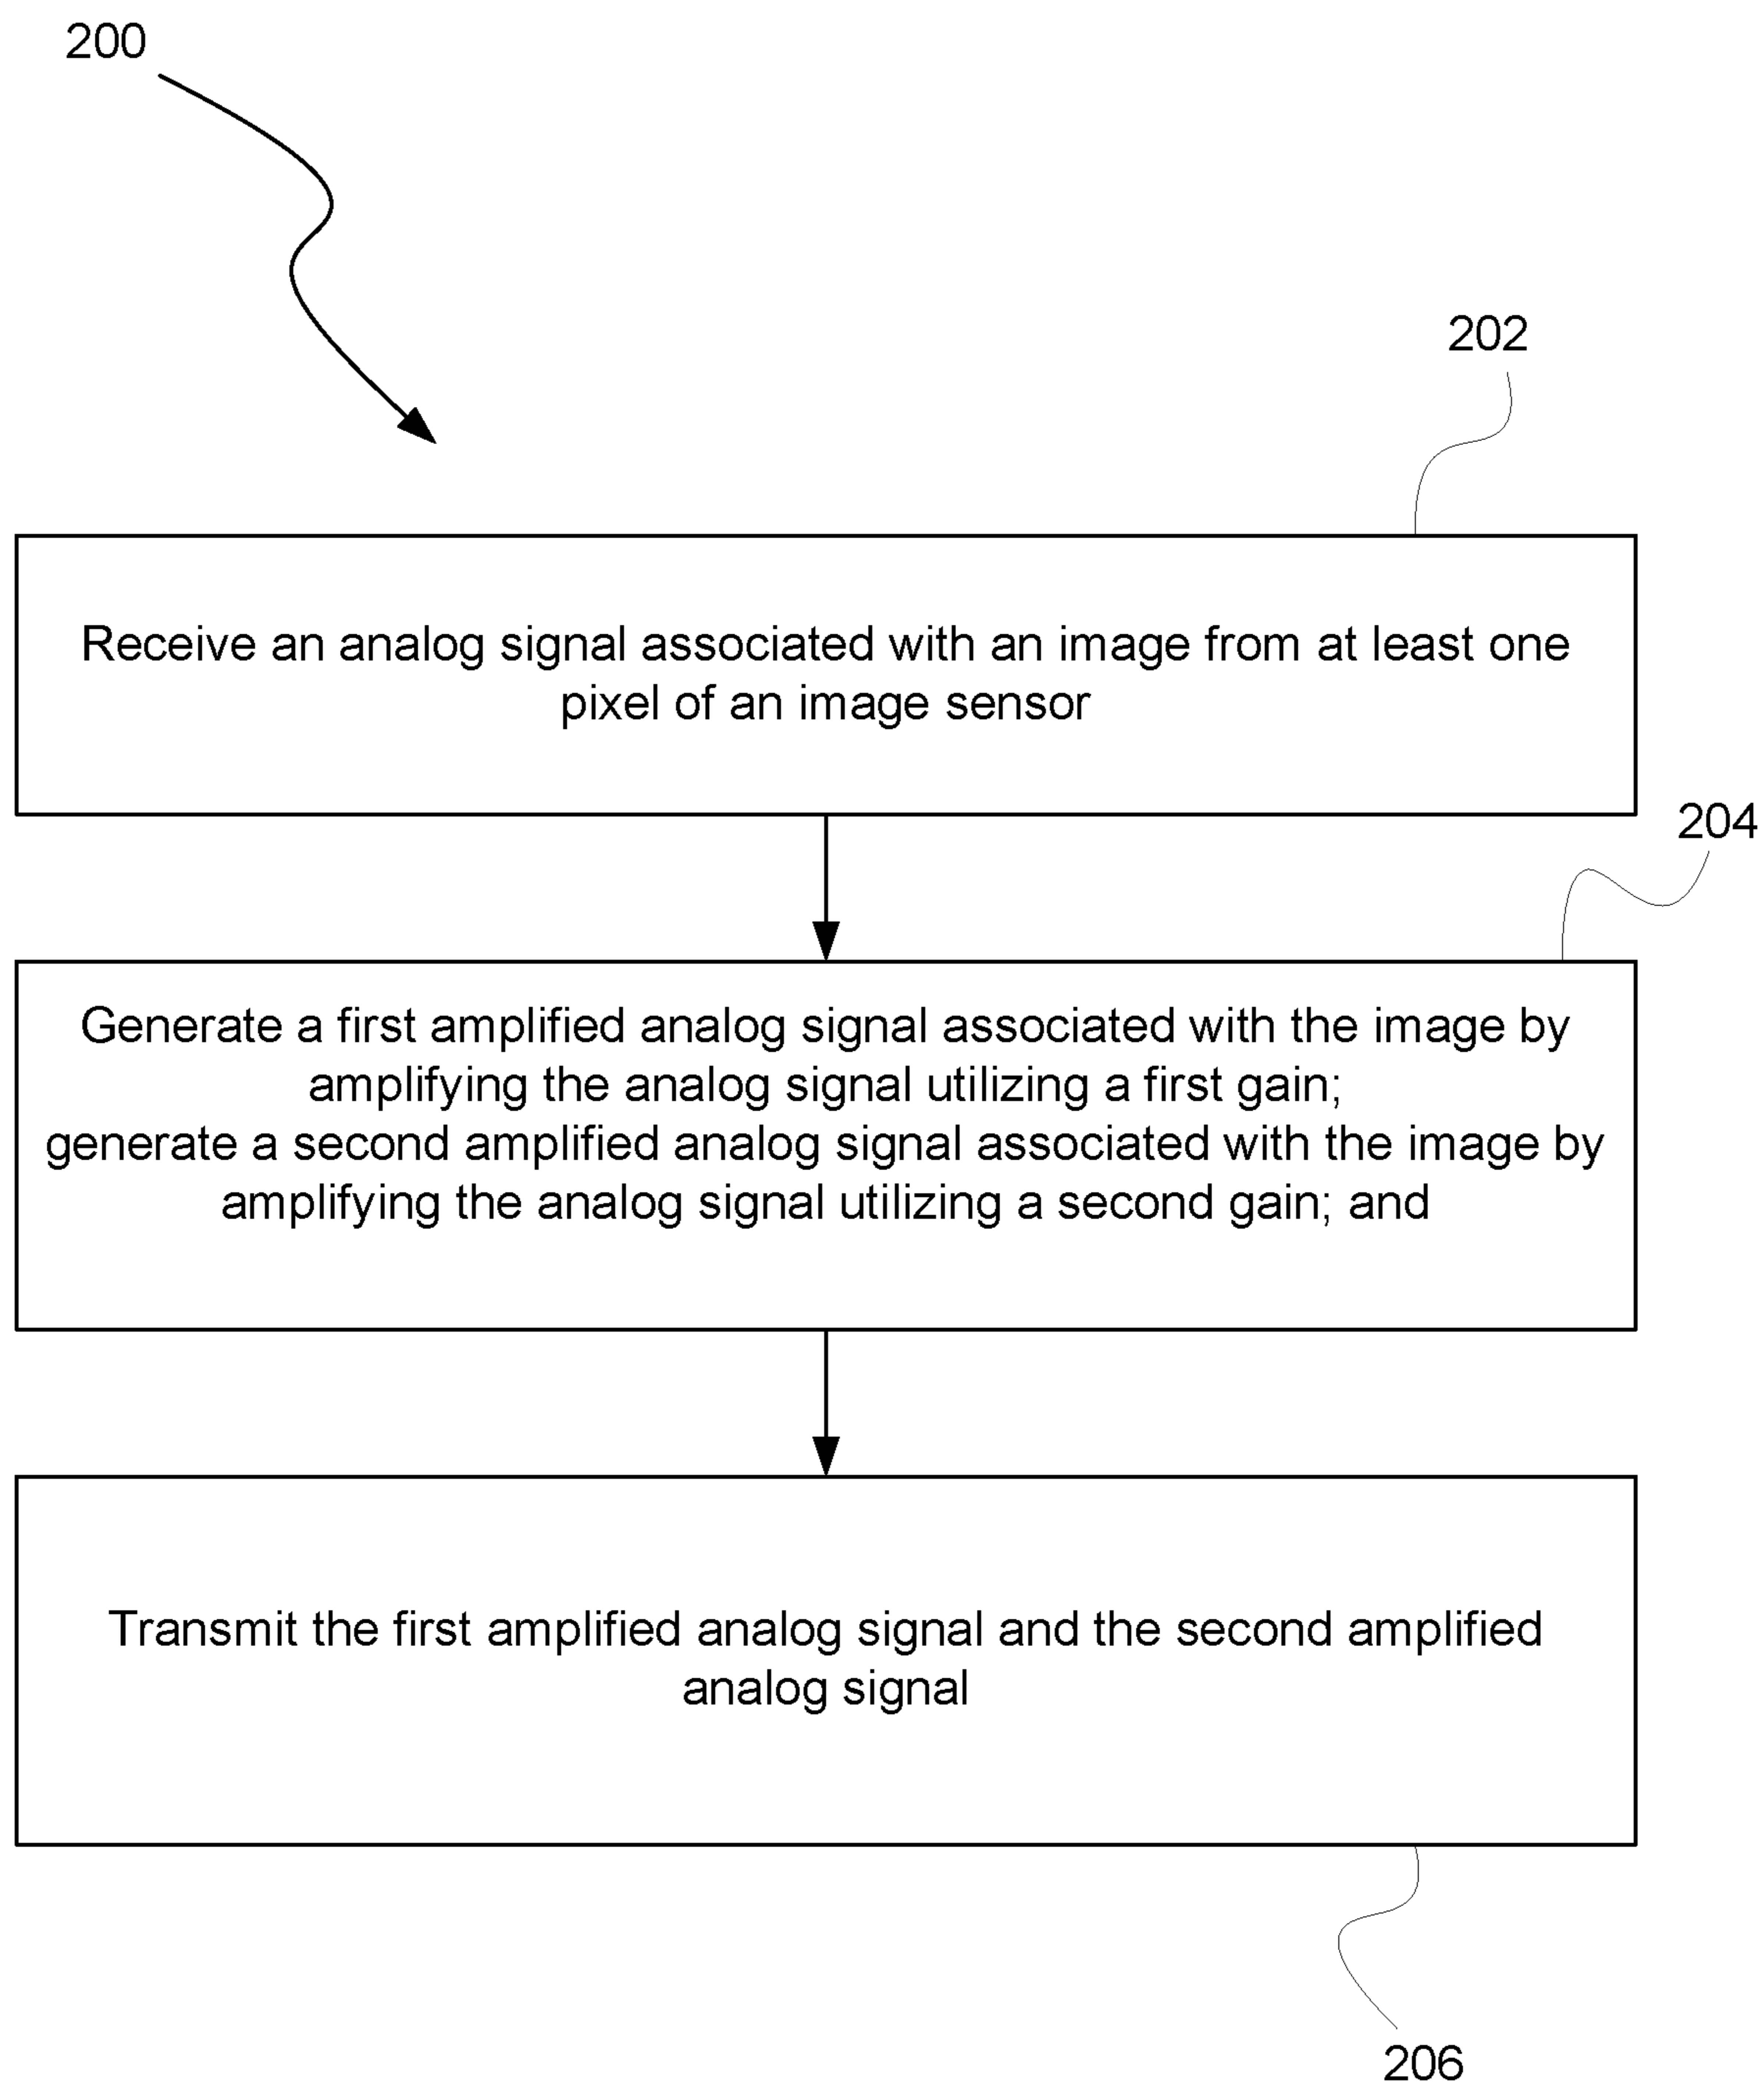 200
202
Receive an analog signal associated with an image from at least one
pixel of an image sensor
204
Generate a first amplified analog signal associated with the image by
amplifying the analog signal utilizing a first gain;
generate a second amplified analog signal associated with the image by
amplifying the analog signal utilizing a second gain; and
Transmit the first amplified analog signal and the second amplified
analog signal
206